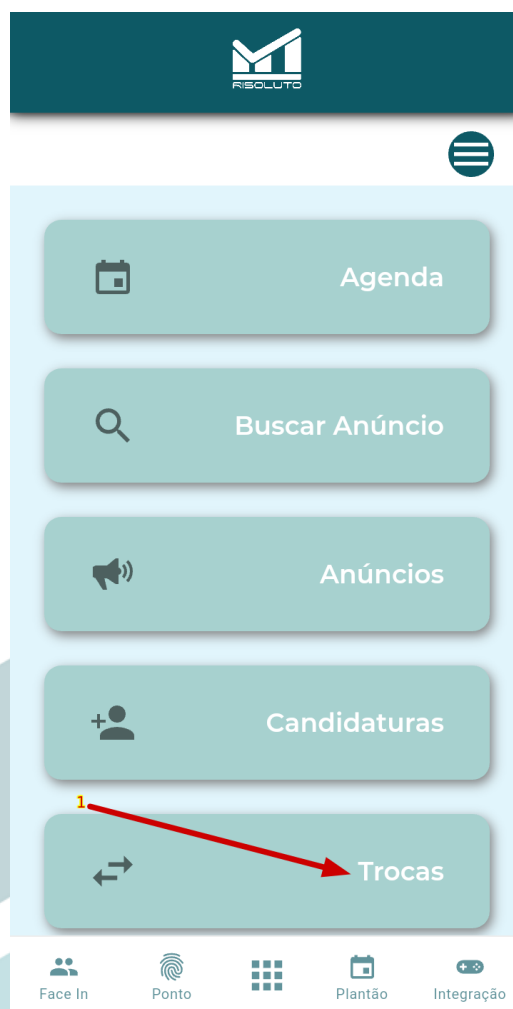 RISOLUTO
Agenda
Buscar Anúncio
Anúncios
Candidaturas
1
Trocas
Face In
Ponto
Plantão
Integração